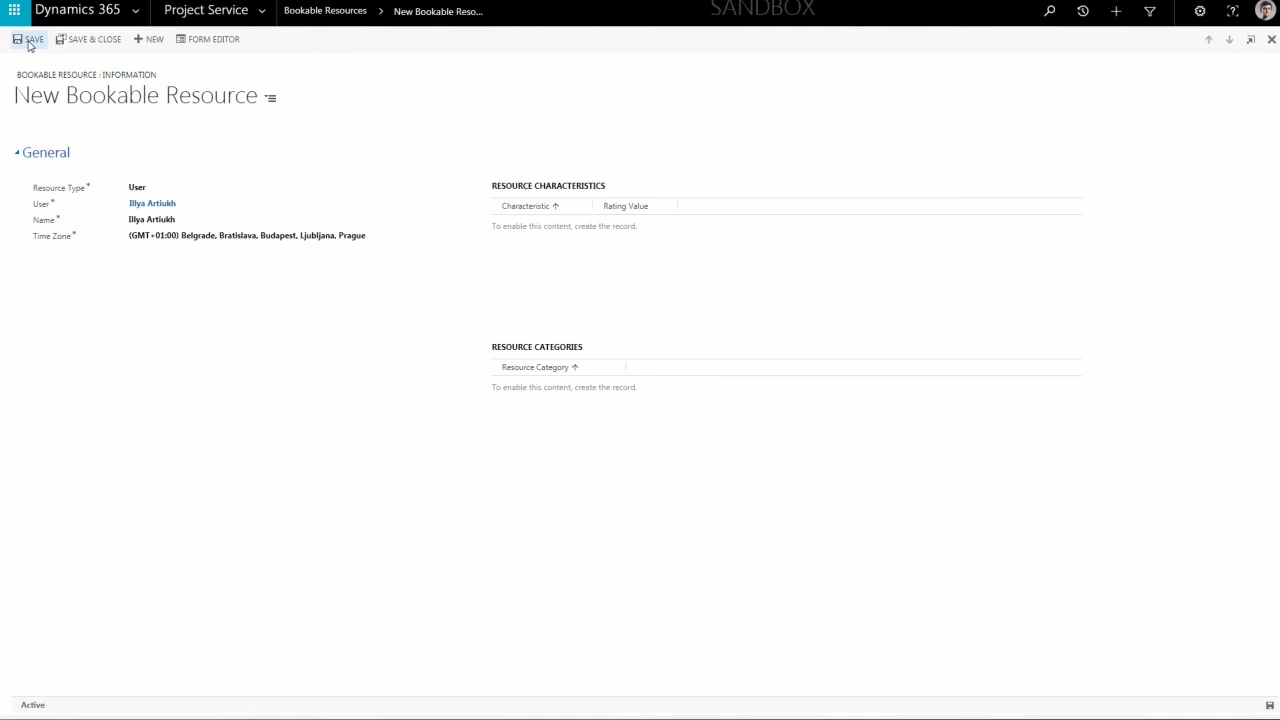 Dynamics 365 Project Service Bookable Resources New Bookable Reso... SANDBOX
SAVE SAVE & CLOSE NEW FORM EDITOR
BOOKABLE RESOURCE : INFORMATION
New Bookable Resource
General
Resource Type* User
User* Illya Artiukh
Name* Illya Artiukh
Time Zone* (GMT+01:00) Belgrade, Bratislava, Budapest, Ljubljana, Prague
RESOURCE CHARACTERISTICS
Characteristic ↑ Rating Value
To enable this content, create the record.
RESOURCE CATEGORIES
Resource Category ↑
To enable this content, create the record.
Active